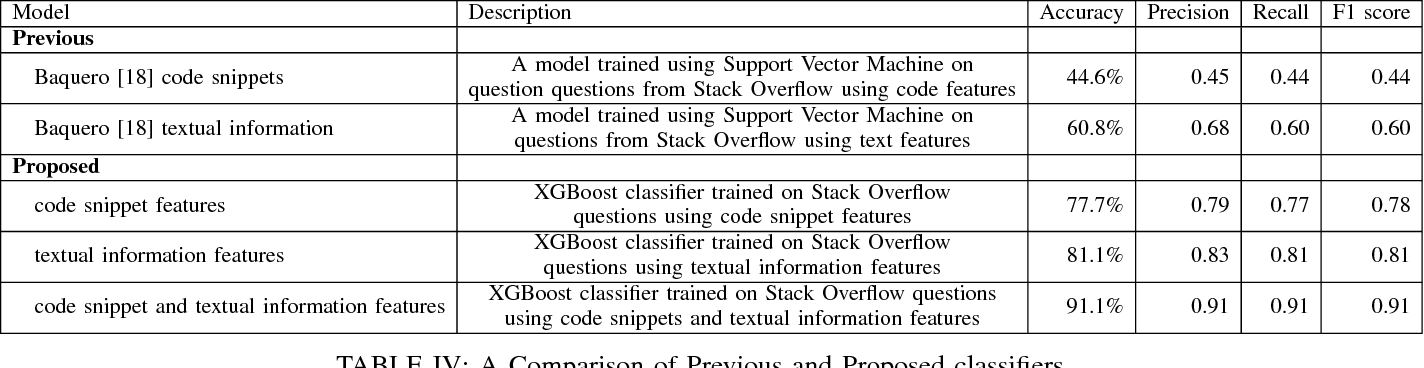 Model Description Accuracy Precision Recall F1 score
Previous
Baquero [18] code snippets A model trained using Support Vector Machine on
question questions from Stack Overflow using code features 44.6% 0.45 0.44 0.44
Baquero [18] textual information A model trained using Support Vector Machine on
questions from Stack Overflow using text features 60.8% 0.68 0.60 0.60
Proposed
code snippet features XGBoost classifier trained on Stack Overflow
questions using code snippet features 77.7% 0.79 0.77 0.78
textual information features XGBoost classifier trained on Stack Overflow
questions using textual information features 81.1% 0.83 0.81 0.81
code snippet and textual information features XGBoost classifier trained on Stack Overflow questions
using code snippets and textual information features 91.1% 0.91 0.91 0.91
TABLE IV: A Comparison of Previous and Proposed classifiers